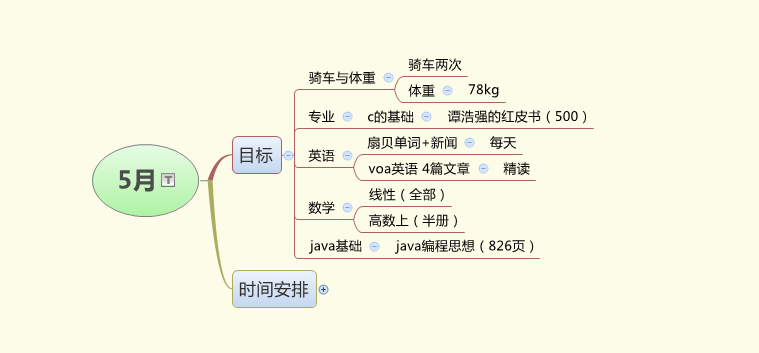 5月
目标
骑车与体重
骑车两次
体重
78kg
专业
c的基础
谭浩强的红皮书（500）
英语
扇贝单词+新闻
每天
voa英语 4篇文章
精读
数学
线性（全部）
高数上（半册）
java基础
java编程思想（826页）
时间安排